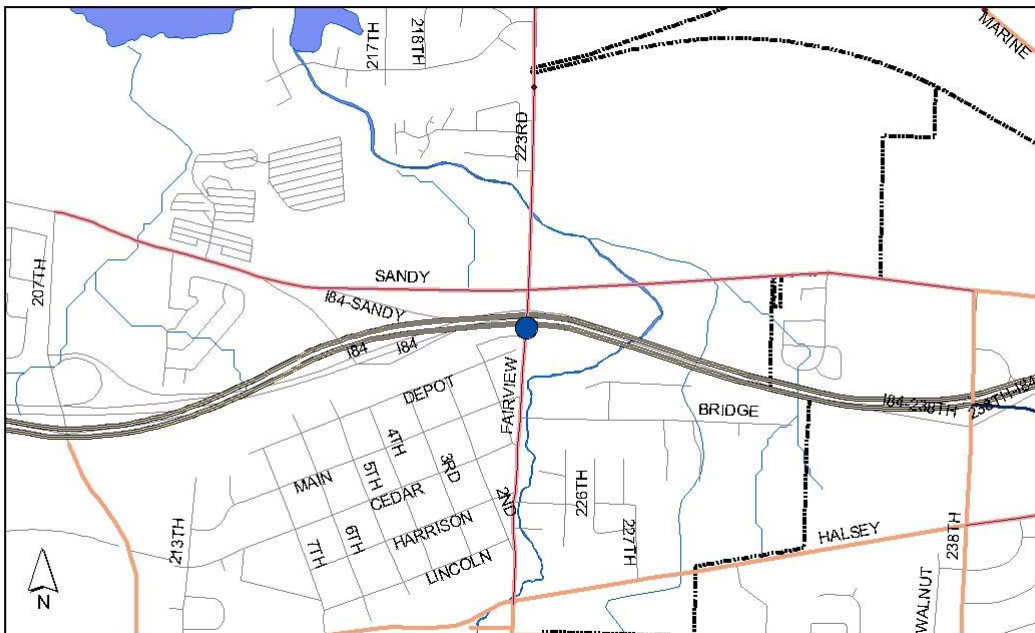 217TH
218TH
MARINE
223RD
207TH
SANDY
I84-SANDY
I84
I84
DEPOT
FAIRVIEW
BRIDGE
I84-238TH
238TH-I84
4TH
MAIN
5TH
3RD
CEDAR
2ND
226TH
213TH
7TH
6TH
HARRISON
227TH
HALSEY
238TH
LINCOLN
WALNUT
N